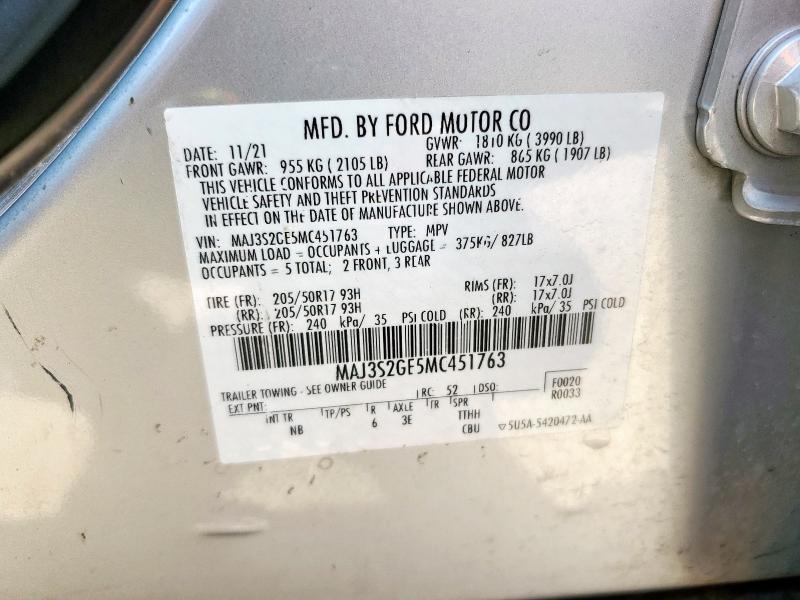 MFD. BY FORD MOTOR CO
DATE: 11/21 GVWR: 1810 KG ( 3990 LB)
FRONT GAWR: 955 KG ( 2105 LB) REAR GAWR: 865 KG ( 1907 LB)
THIS VEHICLE CONFORMS TO ALL APPLICABLE FEDERAL MOTOR
VEHICLE SAFETY AND THEFT PREVENTION STANDARDS
IN EFFECT ON THE DATE OF MANUFACTURE SHOWN ABOVE.
VIN: MAJ3S2GE5MC451763 TYPE: MPV
MAXIMUM LOAD = OCCUPANTS + LUGGAGE = 375KG/ 827LB
OCCUPANTS = 5 TOTAL; 2 FRONT, 3 REAR
TIRE (FR): 205/50R17 93H RIMS (FR): 17x7.0J
(RR): 205/50R17 93H (RR): 17x7.0J
PRESSURE (FR): 240 kPa/ 35 PSI COLD (RR): 240 kPa/ 35 PSI COLD
MAJ3S2GE5MC451763
TRAILER TOWING - SEE OWNER GUIDE
EXT PNT: RC: 52 DSO: F0020
R0033
INT TR TP/PS R AXLE TR SPR
NB 6 3E TTHH
CBU 5U5A-5420472-AA